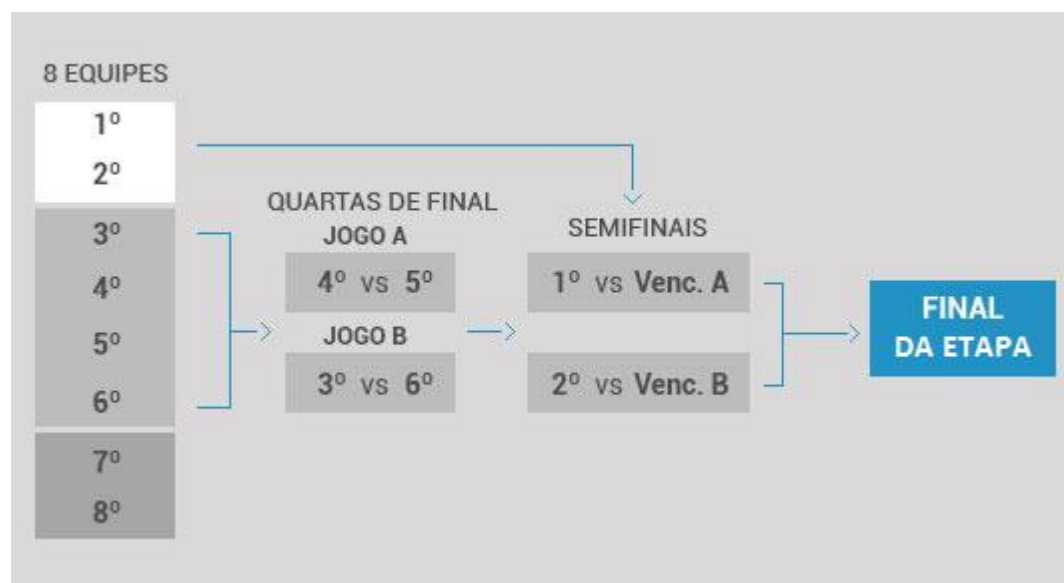 8 EQUIPES
1º
2º
3º
4º
5º
6º
7º
8º
QUARTAS DE FINAL
JOGO A
4º vs 5º
JOGO B
3º vs 6º
SEMIFINAIS
1º vs Venc. A
2º vs Venc. B
FINAL
DA ETAPA